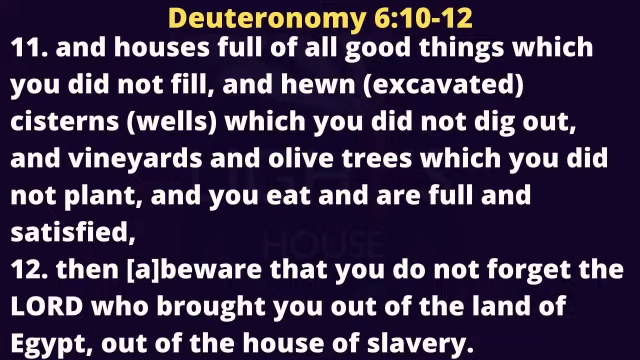 Deuteronomy 6:10-12
11. and houses full of all good things which
you did not fill, and hewn (excavated)
cisterns (wells) which you did not dig out,
and vineyards and olive trees which you did
not plant, and you eat and are full and
satisfied,
HOUSE
12. then [a]beware that you do not forget the
LORD who brought you out of the land of
Egypt, out of the house of slavery.